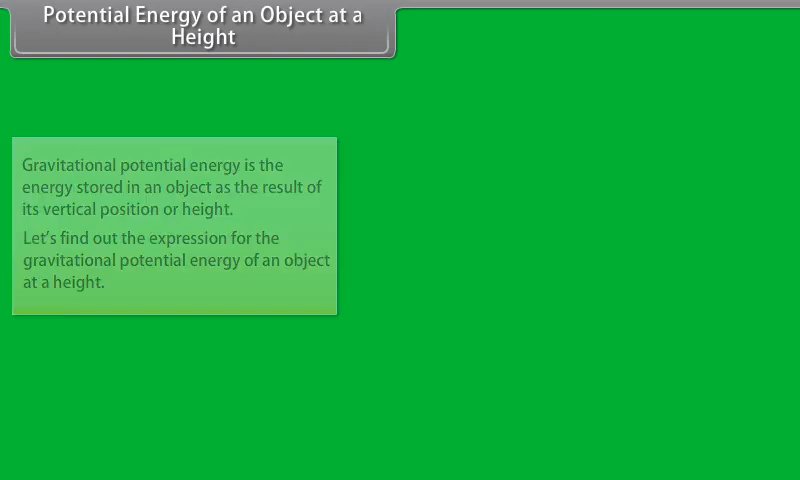 Potential Energy of an Object at a
Height
Gravitational potential energy is the
energy stored in an object as the result of
its vertical position or height.
Let's find out the expression for the
gravitational potential energy of an object
at a height.